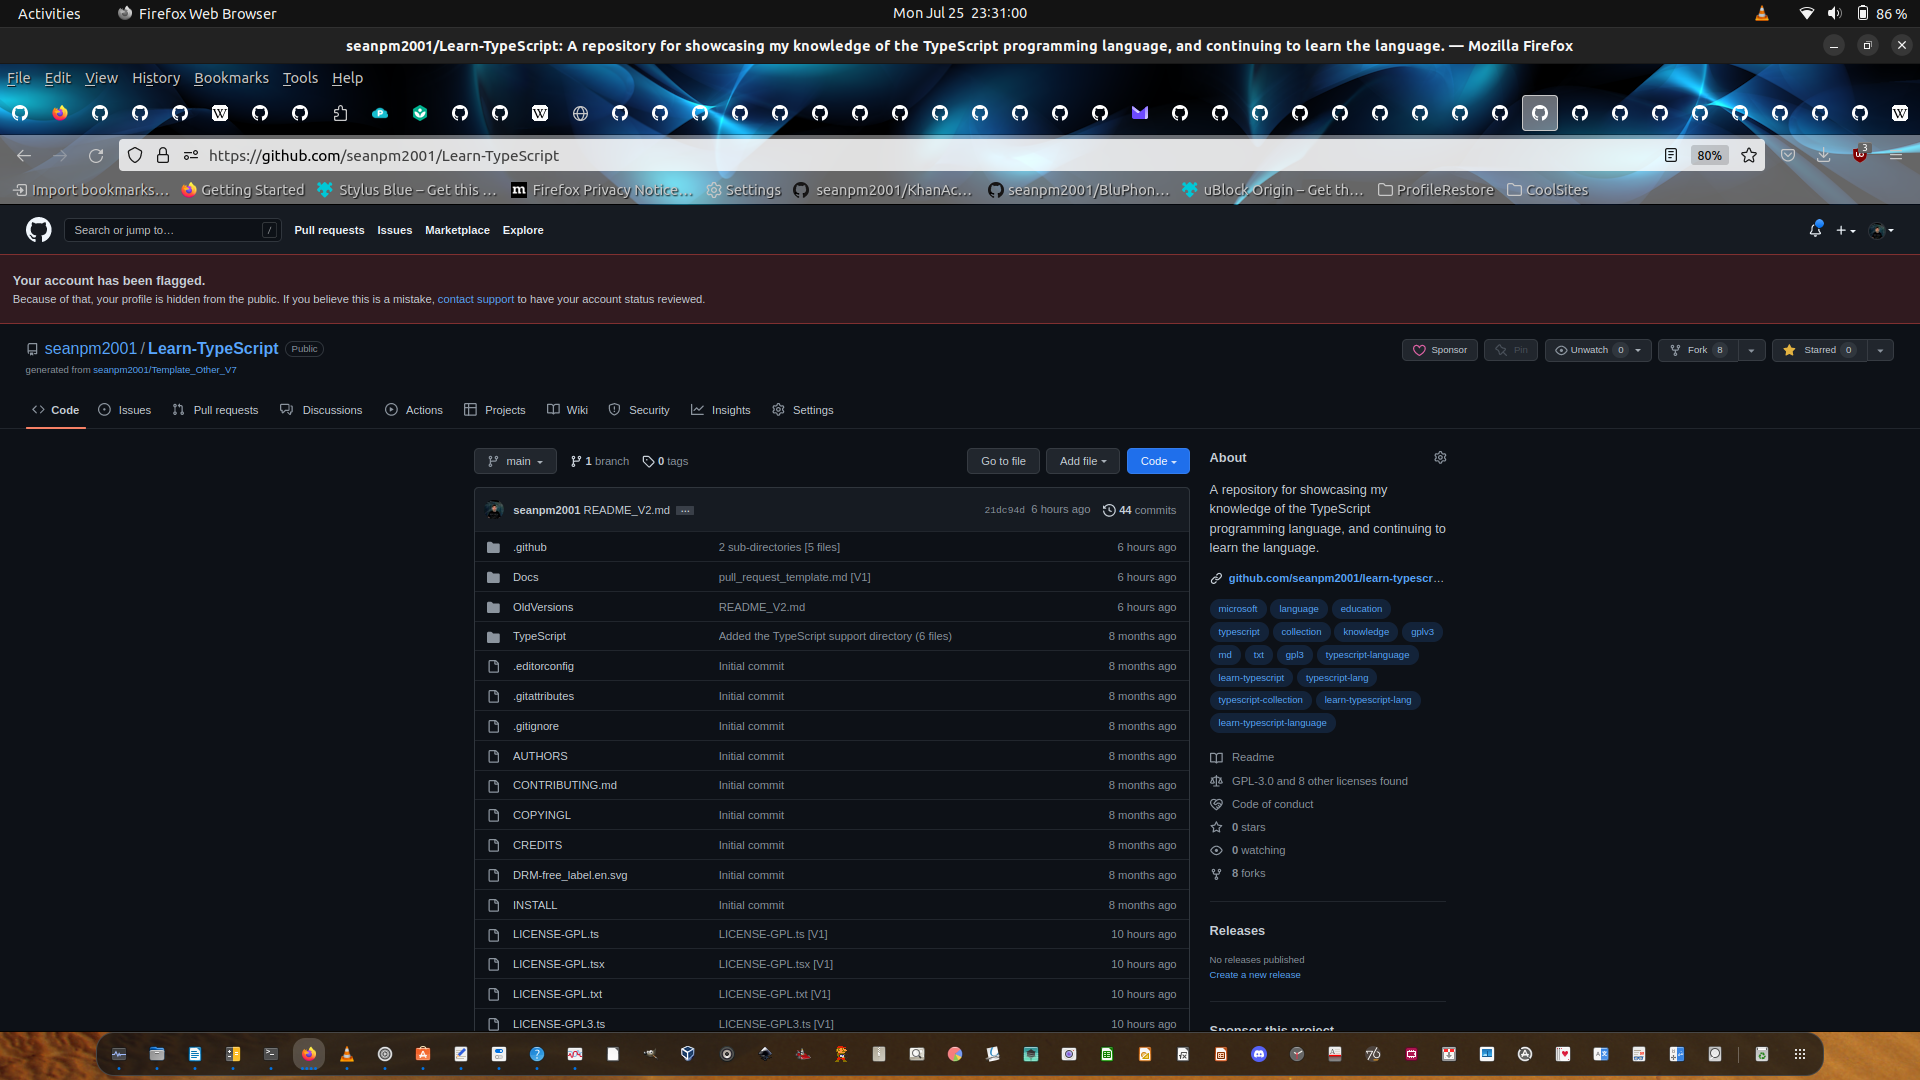 Activities
Firefox Web Browser
Mon Jul 25 23:31:00
86 %
seanpm2001/Learn-TypeScript: A repository for showcasing my knowledge of the TypeScript programming language, and continuing to learn the language. — Mozilla Firefox
File Edit View History Bookmarks Tools Help
https://github.com/seanpm2001/Learn-TypeScript
80%
3
Import bookmarks…
Getting Started
Stylus Blue – Get this …
Firefox Privacy Notice…
Settings
seanpm2001/KhanAc…
seanpm2001/BluPhon…
uBlock Origin – Get th…
ProfileRestore
CoolSites
Search or jump to…
/
Pull requests
Issues
Marketplace
Explore
Your account has been flagged.
Because of that, your profile is hidden from the public. If you believe this is a mistake, contact support to have your account status reviewed.
seanpm2001 / Learn-TypeScript Public
generated from seanpm2001/Template_Other_V7
Sponsor
Pin
Unwatch 0
Fork 8
Starred 0
Code
Issues
Pull requests
Discussions
Actions
Projects
Wiki
Security
Insights
Settings
main
1 branch
0 tags
Go to file
Add file
Code
seanpm2001 README_V2.md …
21dc94d 6 hours ago
44 commits
.github 2 sub-directories [5 files] 6 hours ago
Docs pull_request_template.md [V1] 6 hours ago
OldVersions README_V2.md 6 hours ago
TypeScript Added the TypeScript support directory (6 files) 8 months ago
.editorconfig Initial commit 8 months ago
.gitattributes Initial commit 8 months ago
.gitignore Initial commit 8 months ago
AUTHORS Initial commit 8 months ago
CONTRIBUTING.md Initial commit 8 months ago
COPYINGL Initial commit 8 months ago
CREDITS Initial commit 8 months ago
DRM-free_label.en.svg Initial commit 8 months ago
INSTALL Initial commit 8 months ago
LICENSE-GPL.ts LICENSE-GPL.ts [V1] 10 hours ago
LICENSE-GPL.tsx LICENSE-GPL.tsx [V1] 10 hours ago
LICENSE-GPL.txt LICENSE-GPL.txt [V1] 10 hours ago
LICENSE-GPL3.ts LICENSE-GPL3.ts [V1] 10 hours ago
About
A repository for showcasing my
knowledge of the TypeScript
programming language, and continuing to
learn the language.
github.com/seanpm2001/learn-typescr…
microsoft language education
typescript collection knowledge gplv3
md txt gpl3 typescript-language
learn-typescript typescript-lang
typescript-collection learn-typescript-lang
learn-typescript-language
Readme
GPL-3.0 and 8 other licenses found
Code of conduct
0 stars
0 watching
8 forks
Releases
No releases published
Create a new release
Sponsor this project